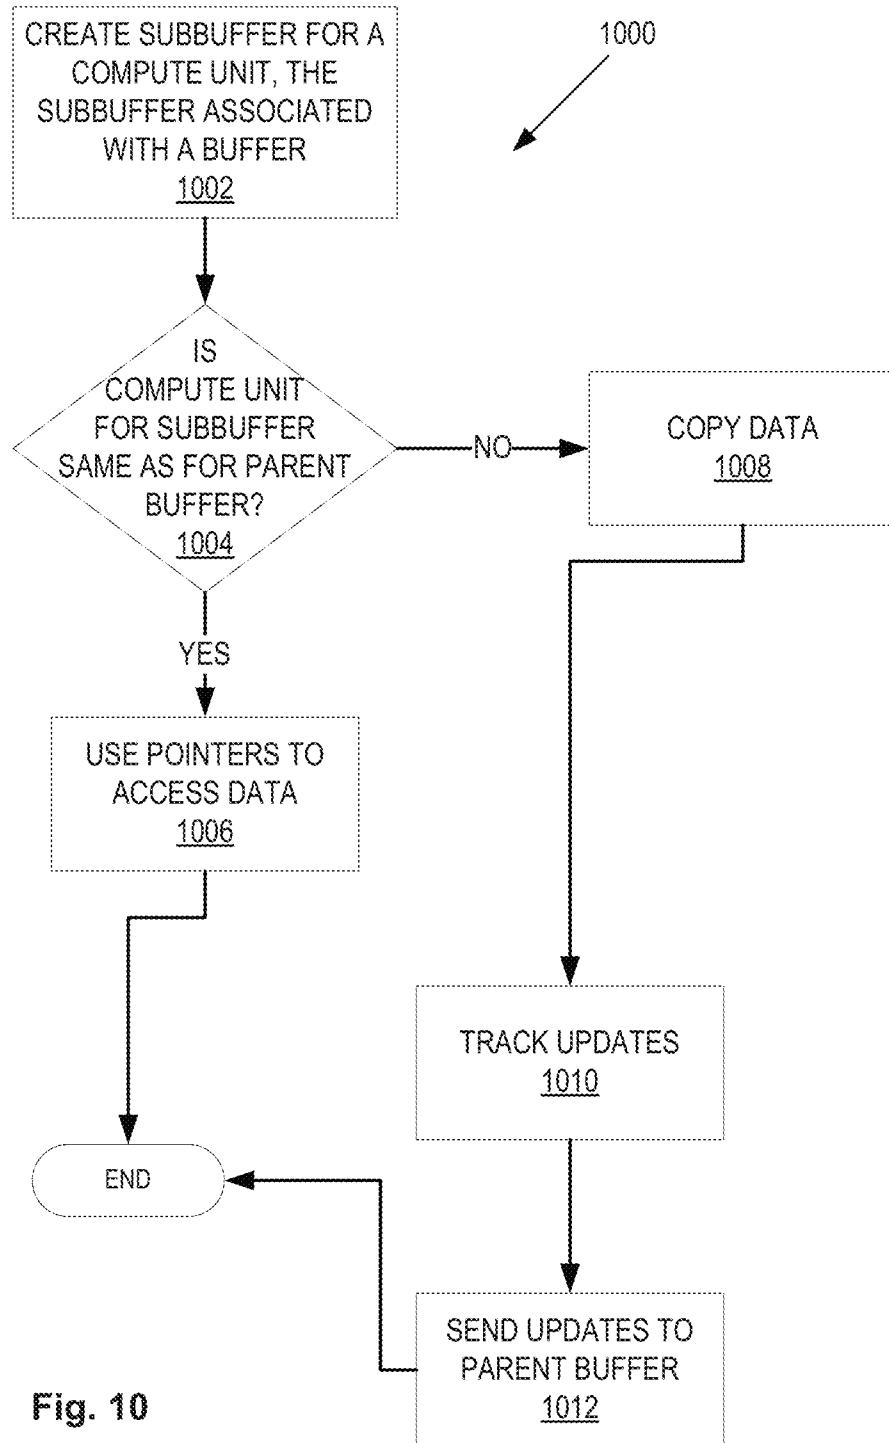 CREATE SUBBUFFER FOR A
COMPUTE UNIT, THE
SUBBUFFER ASSOCIATED
WITH A BUFFER
1002
1000
IS
COMPUTE UNIT
FOR SUBBUFFER
SAME AS FOR PARENT
BUFFER?
1004
NO
COPY DATA
1008
YES
USE POINTERS TO
ACCESS DATA
1006
TRACK UPDATES
1010
END
SEND UPDATES TO
PARENT BUFFER
1012
Fig. 10